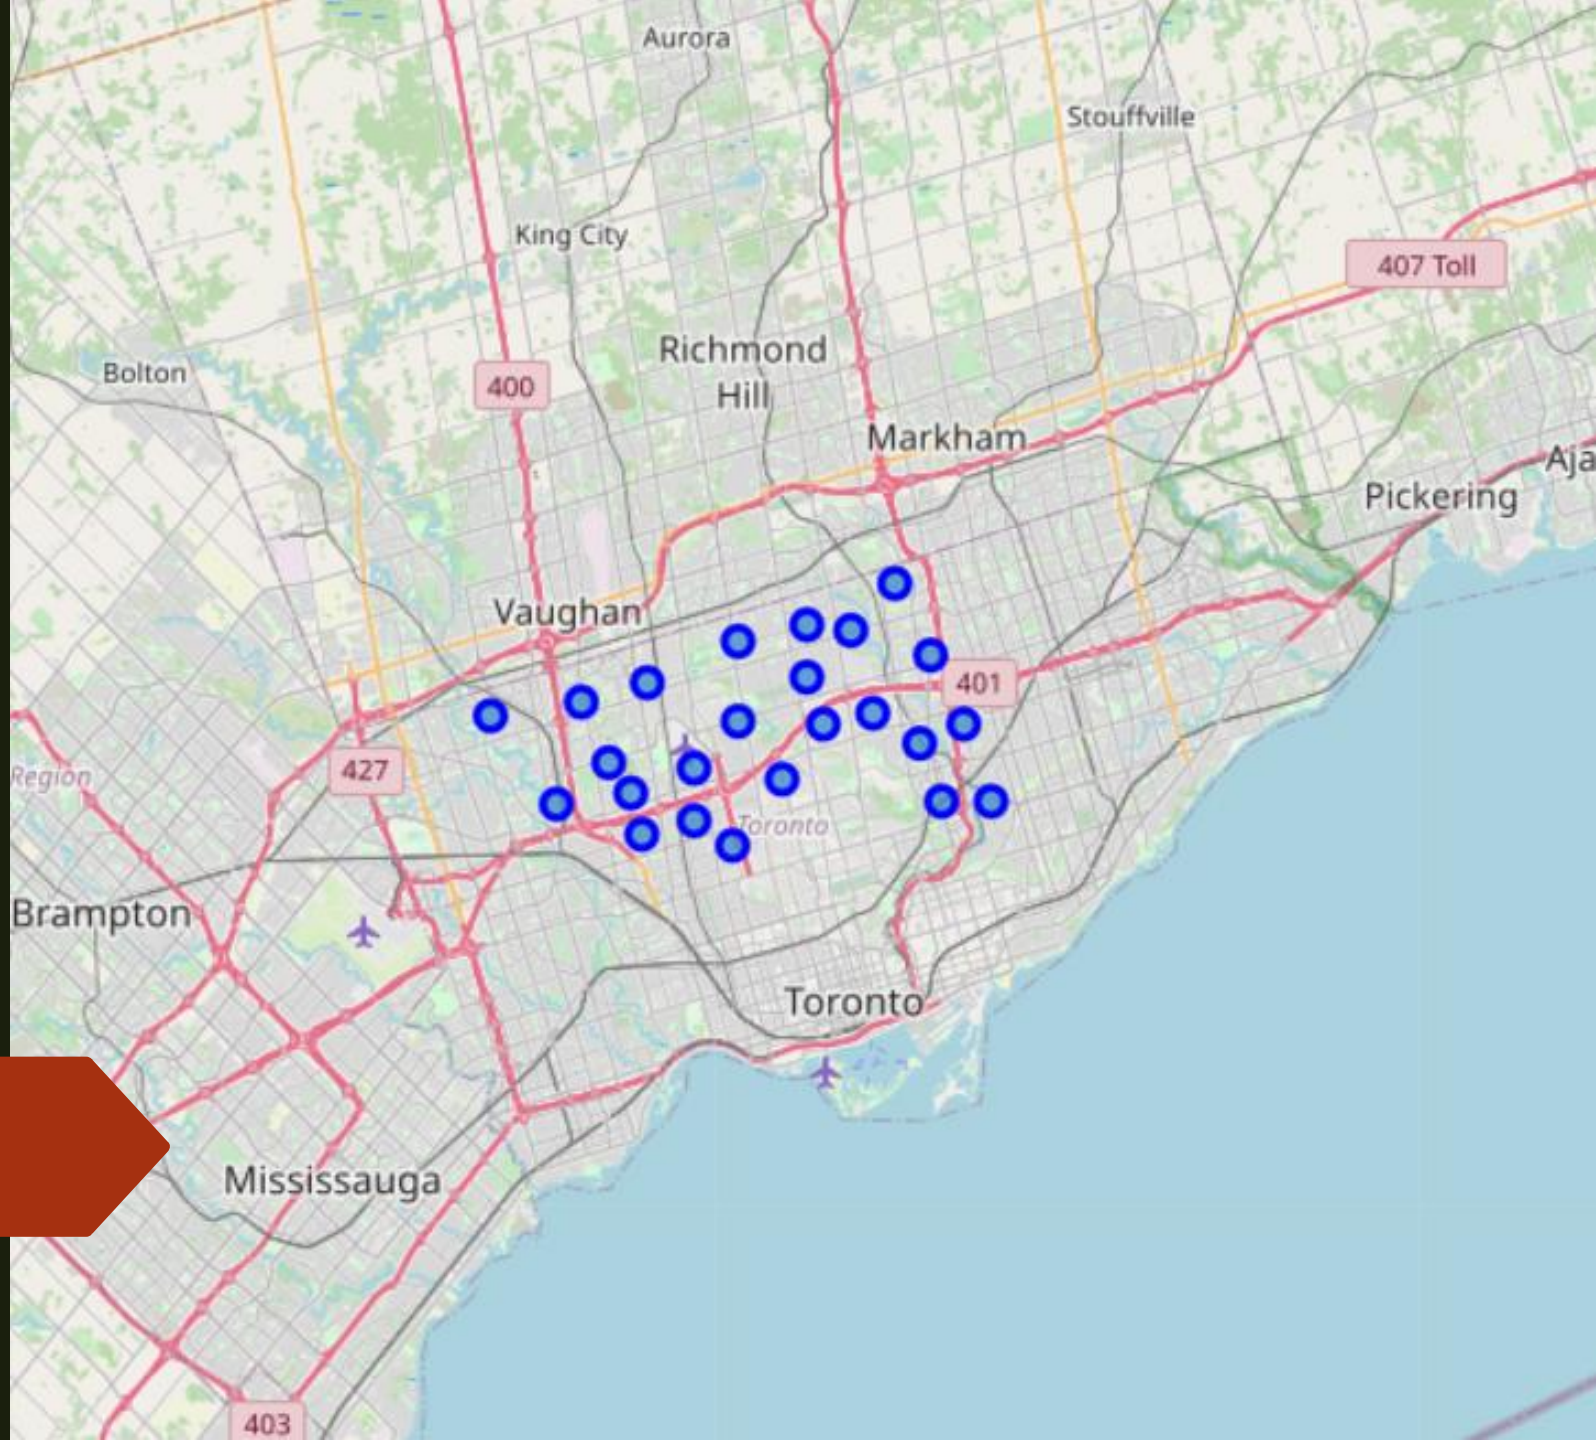 Aurora
Stouffville
King City
407 Toll
Richmond
Hill
Bolton
400
Markham
Aja
Pickering
Vaughan
401
427
Region
Toronto
Brampton
Toronto
Mississauga
403